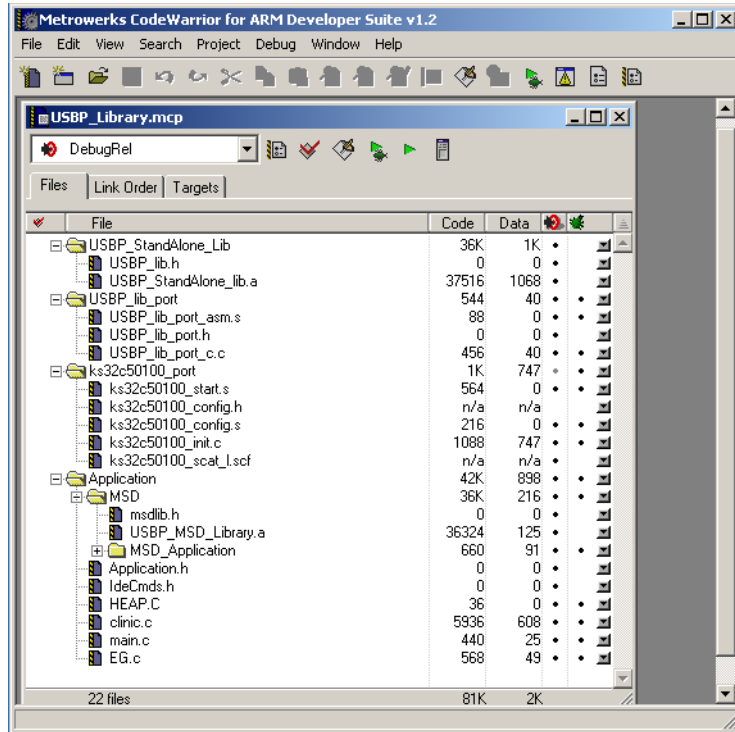 Metrowerks CodeWarrior for ARM Developer Suite v1.2
File Edit View Search Project Debug Window Help
USBP_Library.mcp
DebugRel
Files Link Order Targets
File Code Data
USBP_StandAlone_Lib 36K 1K
USBP_lib.h 0 0
USBP_StandAlone_lib.a 37516 1068
USBP_lib_port 544 40
USBP_lib_port_asm.s 88 0
USBP_lib_port.h 0 0
USBP_lib_port_c.c 456 40
ks32c50100_port 1K 747
ks32c50100_start.s 564 0
ks32c50100_config.h n/a n/a
ks32c50100_config.s 216 0
ks32c50100_init.c 1088 747
ks32c50100_scat_l.scf n/a n/a
Application 42K 898
MSD 36K 216
msdlib.h 0 0
USBP_MSD_Library.a 36324 125
MSD_Application 660 91
Application.h 0 0
IdeCmds.h 0 0
HEAP.C 36 0
clinic.c 5936 608
main.c 440 25
EG.c 568 49
22 files 81K 2K